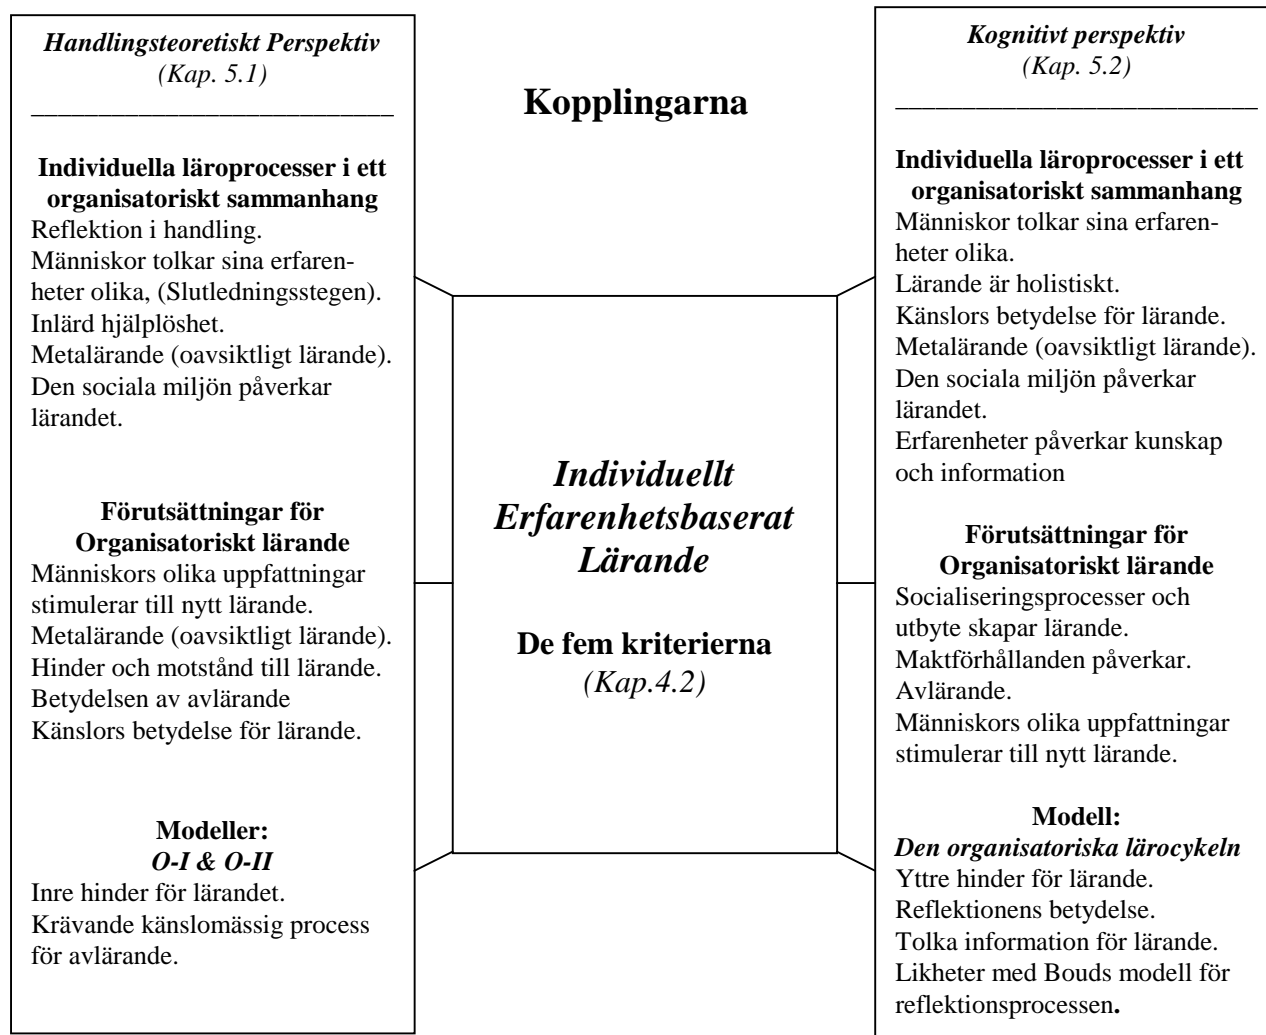 Handlingsteoretiskt Perspektiv
(Kap. 5.1)
Individuella läroprocesser i ett
organisatoriskt sammanhang
Reflektion i handling.
Människor tolkar sina erfaren-
heter olika, (Slutledningsstegen).
Inlärd hjälplöshet.
Metalärande (oavsiktligt lärande).
Den sociala miljön påverkar
lärandet.
Förutsättningar för
Organisatoriskt lärande
Människors olika uppfattningar
stimulerar till nytt lärande.
Metalärande (oavsiktligt lärande).
Hinder och motstånd till lärande.
Betydelsen av avlärande
Känslors betydelse för lärande.
Modeller:
O-I & O-II
Inre hinder för lärandet.
Krävande känslomässig process
för avlärande.
Kopplingarna
Individuellt
Erfarenhetsbaserat
Lärande
De fem kriterierna
(Kap.4.2)
Kognitivt perspektiv
(Kap. 5.2)
Individuella läroprocesser i ett
organisatoriskt sammanhang
Människor tolkar sina erfaren-
heter olika.
Lärande är holistiskt.
Känslors betydelse för lärande.
Metalärande (oavsiktligt lärande).
Den sociala miljön påverkar
lärandet.
Erfarenheter påverkar kunskap
och information
Förutsättningar för
Organisatoriskt lärande
Socialiseringsprocesser och
utbyte skapar lärande.
Maktförhållanden påverkar.
Avlärande.
Människors olika uppfattningar
stimulerar till nytt lärande.
Modell:
Den organisatoriska lärocykeln
Yttre hinder för lärande.
Reflektionens betydelse.
Tolka information för lärande.
Likheter med Bouds modell för
reflektionsprocessen.